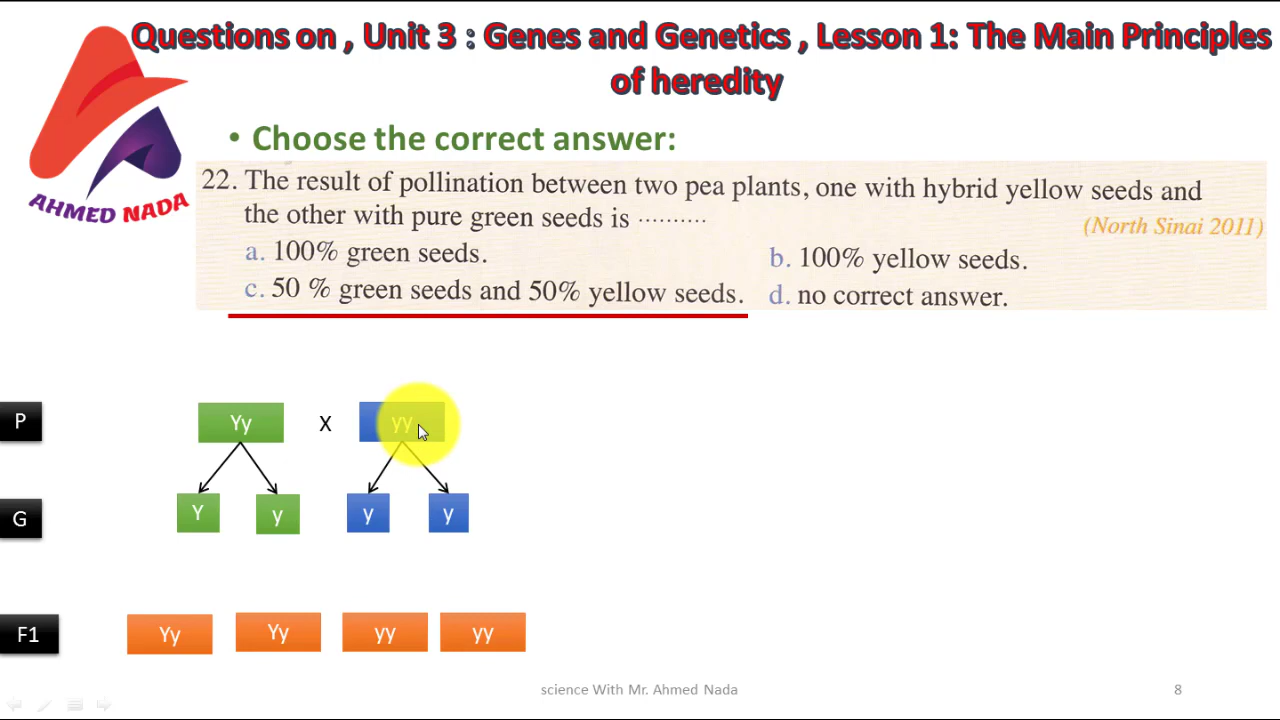 Questions on , Unit 3 : Genes and Genetics , Lesson 1: The Main Principles
of heredity
AHMED NADA
• Choose the correct answer:
22. The result of pollination between two pea plants, one with hybrid yellow seeds and
the other with pure green seeds is ..........
(North Sinai 2011)
a. 100% green seeds.
b. 100% yellow seeds.
c. 50 % green seeds and 50% yellow seeds.
d. no correct answer.
P
Yy
X
yy
G
Y
y
y
y
F1
Yy
Yy
yy
yy
science With Mr. Ahmed Nada
8